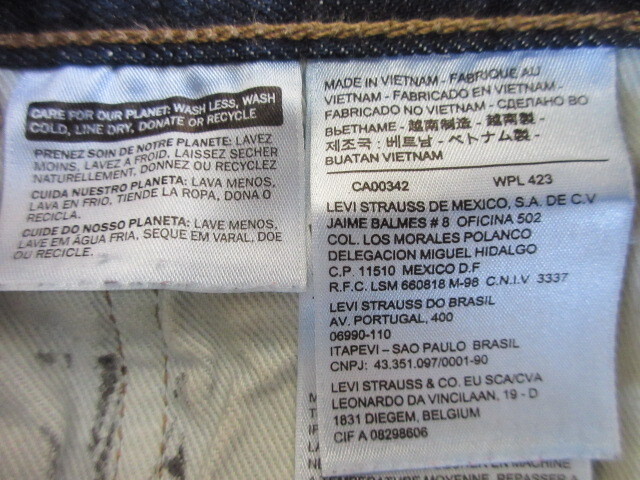 CARE FOR OUR PLANET: WASH LESS, WASH
COLD, LINE DRY, DONATE OR RECYCLE
PRENEZ SOIN DE NOTRE PLANETE: LAVEZ
MOINS, LAVEZ A FROID, LAISSEZ SECHER
NATURELLEMENT, DONNEZ OU RECYCLEZ
CUIDA NUESTRO PLANETA: LAVA MENOS,
LAVA EN FRIO, TIENDE LA ROPA, DONA O
RECICLA.
CUIDE DO NOSSO PLANETA: LAVE MENOS,
LAVE EM ÁGUA FRIA, SEQUE EM VARAL, DOE
OU RECICLE.
MADE IN VIETNAM - FABRIQUE AU
VIETNAM - FABRICADO EN VIETNAM -
FABRICADO NO VIETNAM - СДЕЛАНО ВО
ВЬЕТНАМЕ - 越南制造 - 越南製 -
제조국 : 베트남 - ベトナム製 -
BUATAN VIETNAM
CA00342 WPL 423
LEVI STRAUSS DE MEXICO, S.A. DE C.V
JAIME BALMES # 8 OFICINA 502
COL. LOS MORALES POLANCO
DELEGACION MIGUEL HIDALGO
C.P. 11510 MEXICO D.F
R.F.C. LSM 660818 M-98 C.N.I.V 3337
LEVI STRAUSS DO BRASIL
AV. PORTUGAL, 400
06990-110
ITAPEVI – SAO PAULO BRASIL
CNPJ: 43.351.097/0001-90
LEVI STRAUSS & CO. EU SCA/CVA
LEONARDO DA VINCILAAN, 19 - D
1831 DIEGEM, BELGIUM
CIF A 08298606